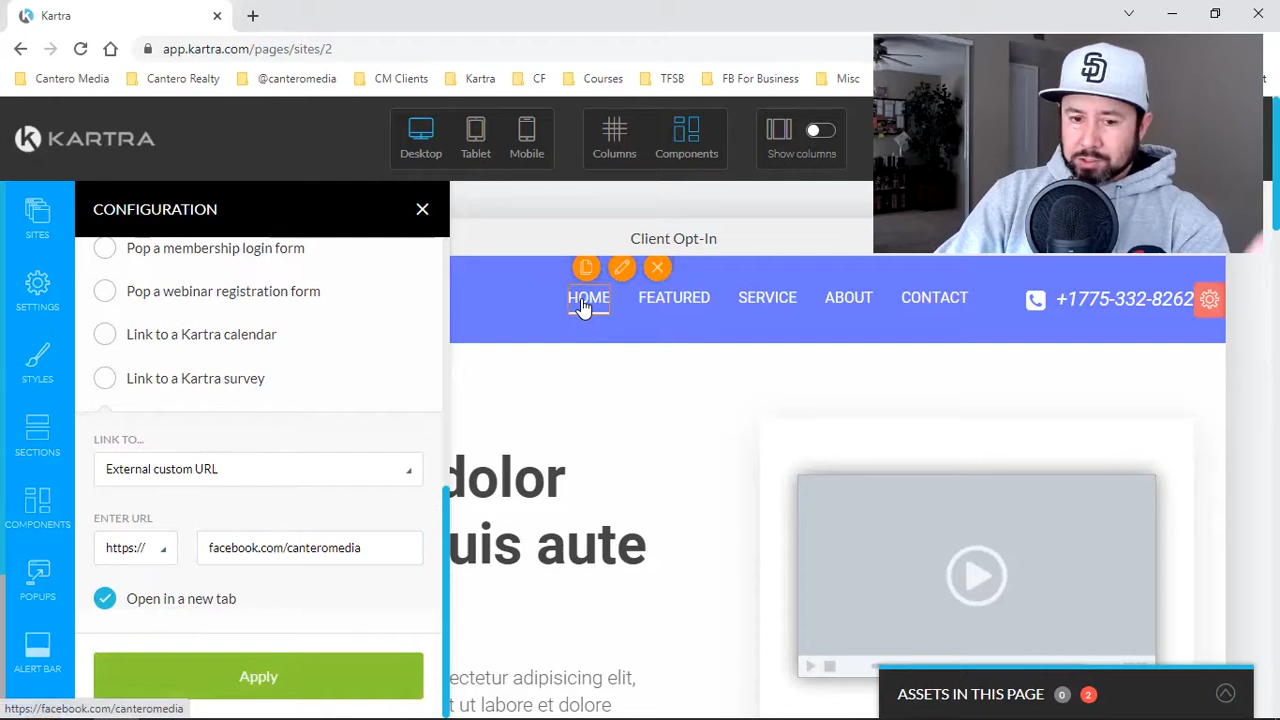 Kartra
app.kartra.com/pages/sites/2
Cantero Media
Cantero Realty
@canteromedia
CM Clients
Kartra
CF
Courses
TFSB
FB For Business
Misc
KARTRA
Desktop
Tablet
Mobile
Columns
Components
Show columns
SD
SITES
SETTINGS
STYLES
SECTIONS
COMPONENTS
POPUPS
ALERT BAR
CONFIGURATION
Pop a membership login form
Pop a webinar registration form
Link to a Kartra calendar
Link to a Kartra survey
LINK TO...
External custom URL
ENTER URL
https://
facebook.com/canteromedia
Open in a new tab
Apply
https://facebook.com/canteromedia
Client Opt-In
HOME
FEATURED
SERVICE
ABOUT
CONTACT
+1775-332-8262
dolor
uis aute
ectetur adipisicing elit,
t ut labore et dolore
ASSETS IN THIS PAGE 0 2